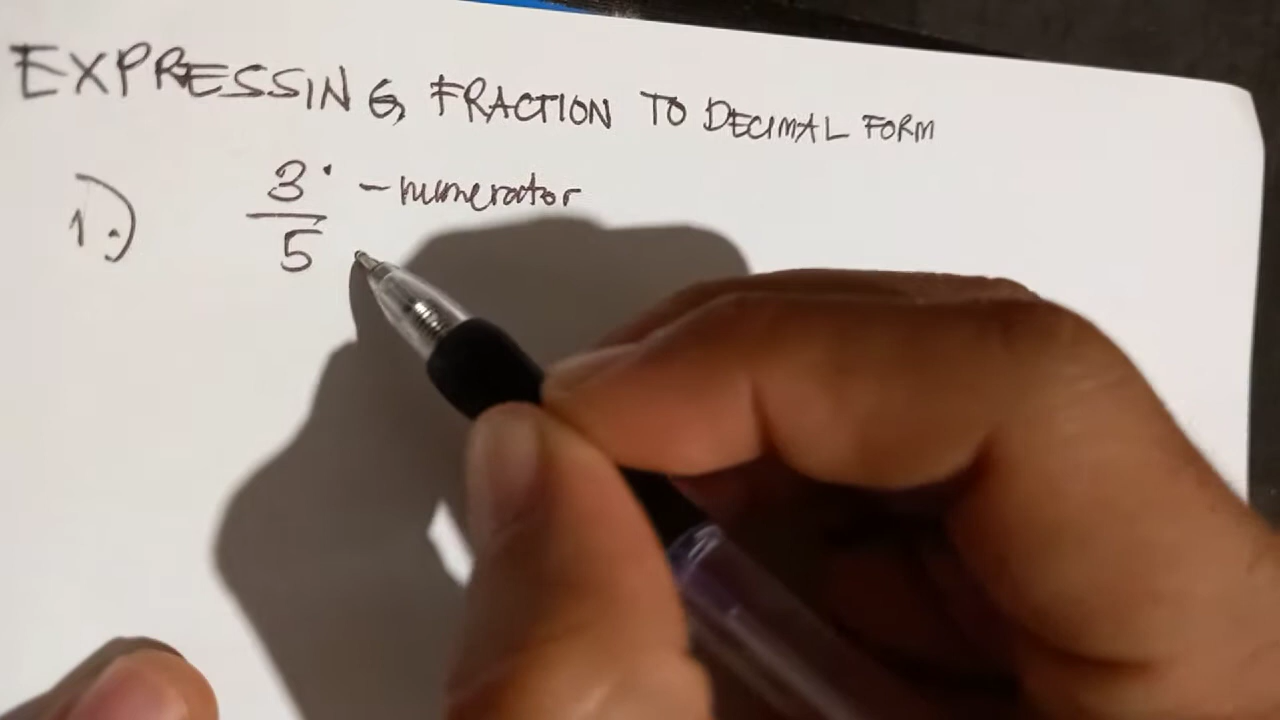 EXPRESSING FRACTION TO DECIMAL FORM
1.) 3 - numerator
5